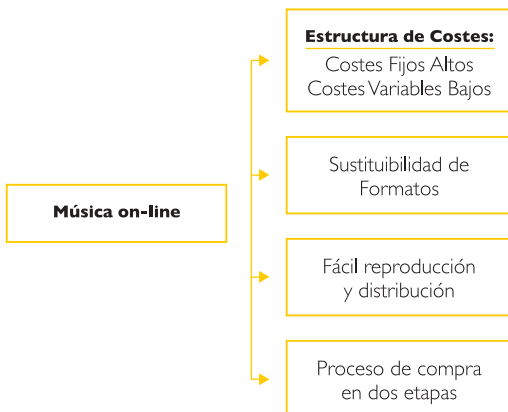 Estructura de Costes:
Costes Fijos Altos
Costes Variables Bajos
Sustituibilidad de
Formatos
Música on-line
Fácil reproducción
y distribución
Proceso de compra
en dos etapas